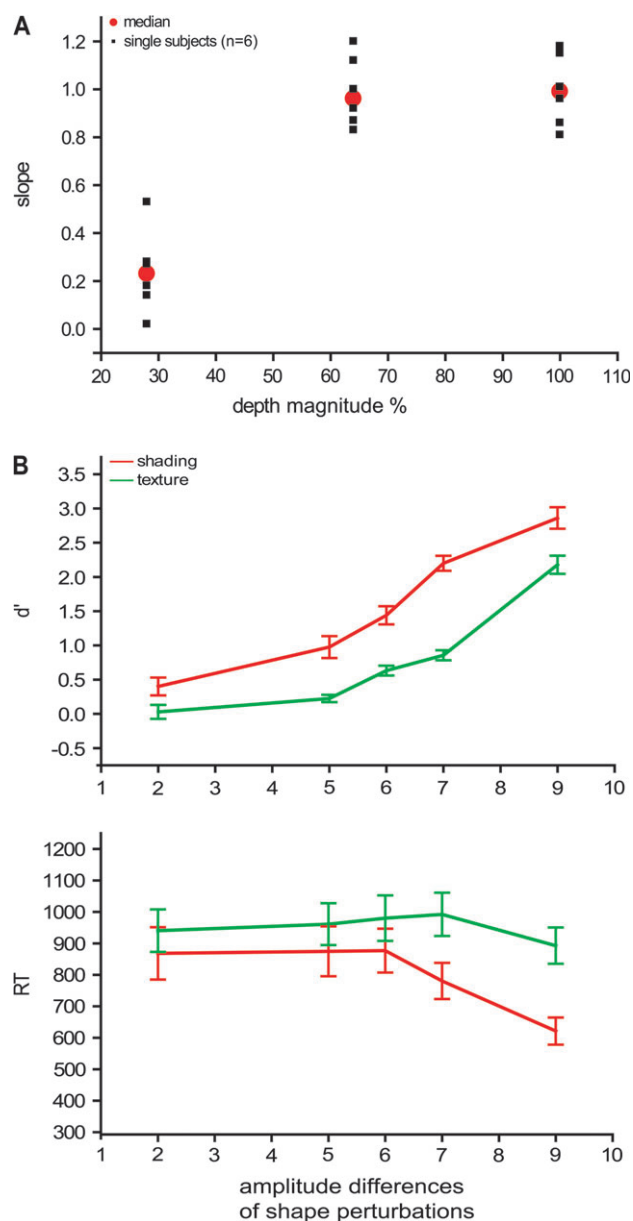 A
median
single subjects (n=6)
1.2
1.0
0.8
0.6
0.4
0.2
0.0
slope
20 30 40 50 60 70 80 90 100 110
depth magnitude %
B
shading
texture
3.5
3.0
2.5
2.0
1.5
1.0
0.5
0.0
-0.5
d'
1 2 3 4 5 6 7 8 9 10
1200
1100
1000
900
800
700
600
500
400
300
RT
1 2 3 4 5 6 7 8 9 10
amplitude differences
of shape perturbations